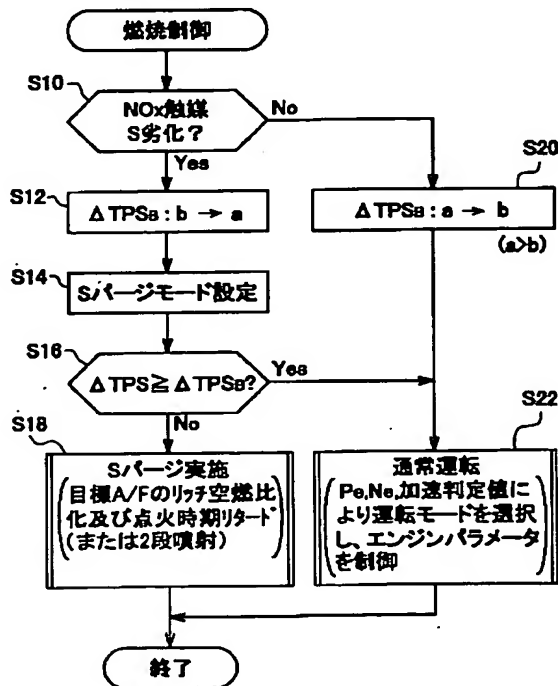 燃焼制御
S10
NOx触媒
S劣化?
No
Yes
S12
ΔTPSB:b → a
S20
ΔTPSB:a → b
(a>b)
S14
Sパージモード設定
S16
ΔTPS≧ΔTPSB?
Yes
No
S18
Sパージ実施
目標A/Fのリッチ空燃比
化及び点火時期リタード
(または2段噴射)
S22
通常運転
Pe,Ne,加速判定値に
より運転モードを選択
し、エンジンパラメータ
を制御
終了